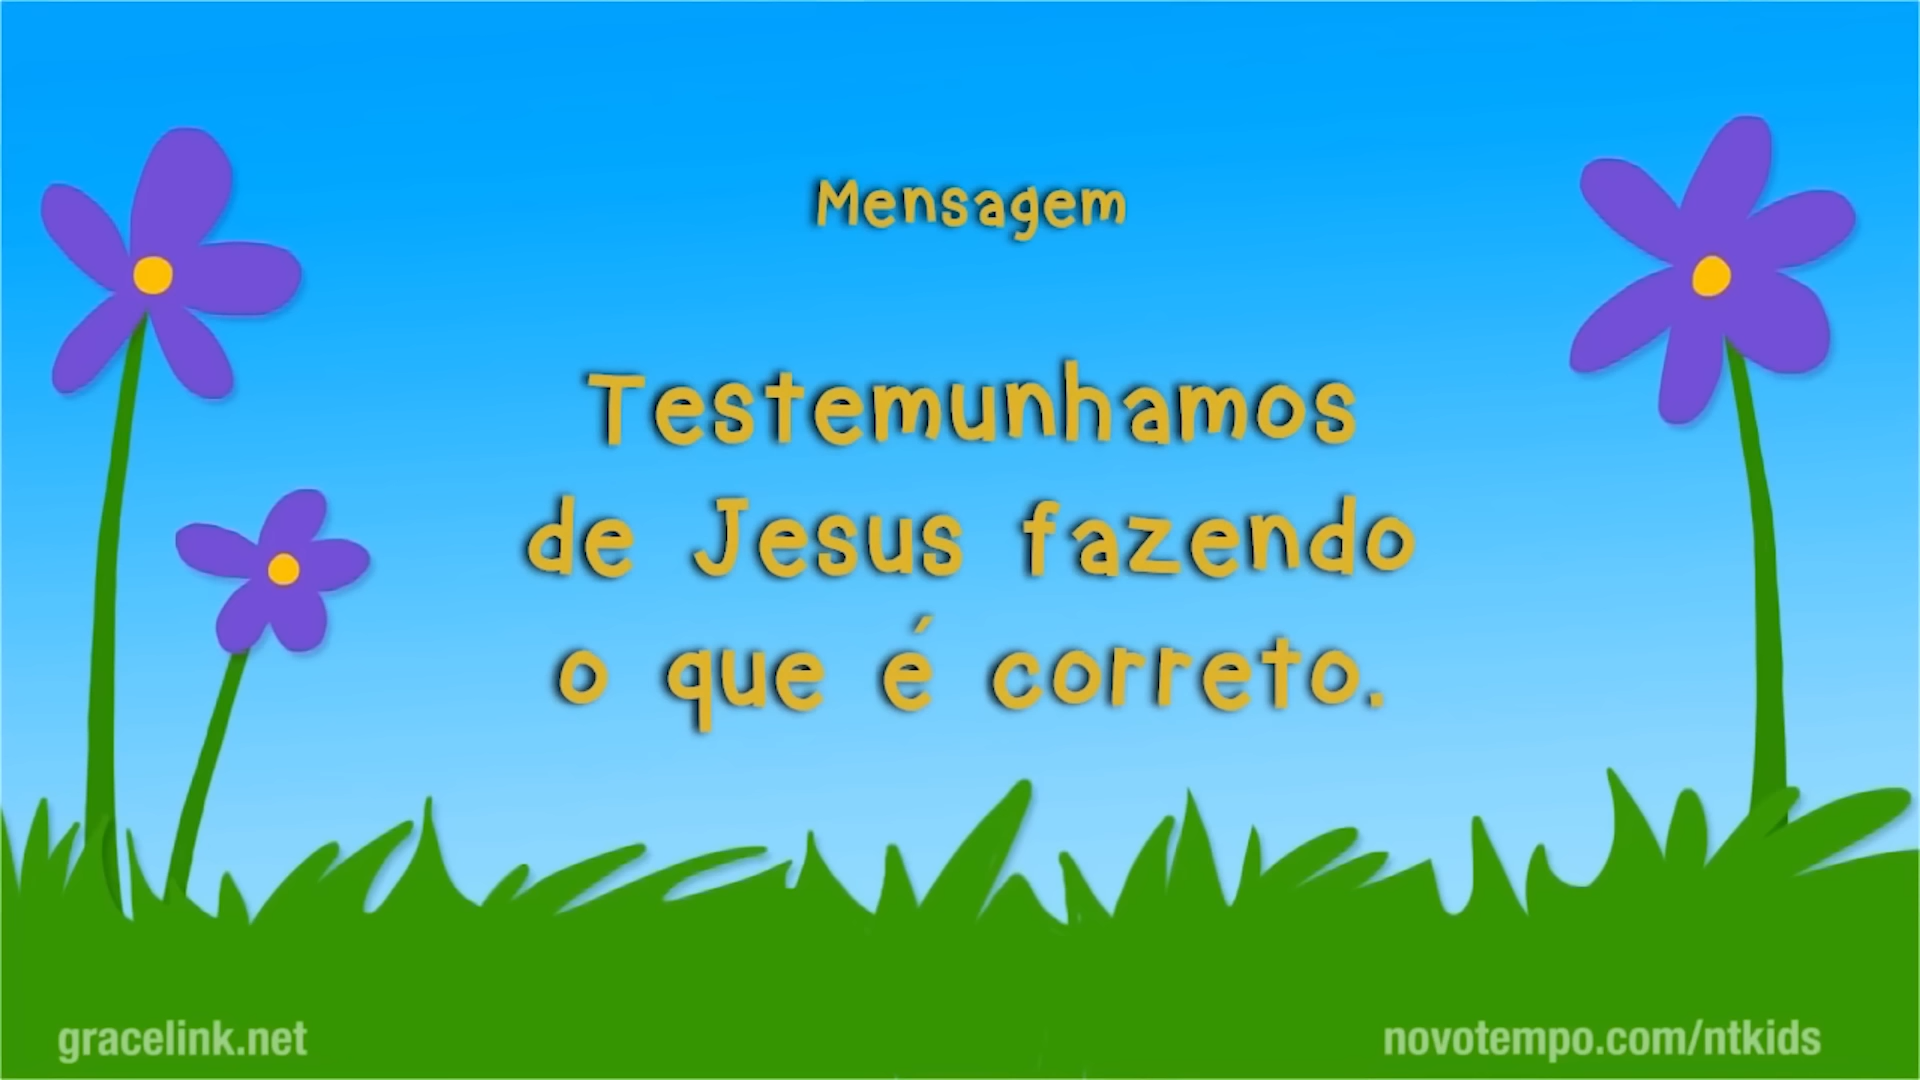 Mensagem
Testemunhamos
de Jesus fazendo
o que é correto.
gracelink.net
novotempo.com/ntkids